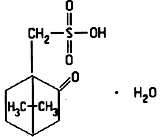 O
CH₂—S—OH
O
O
H₃C—C—CH₃
· H₂O